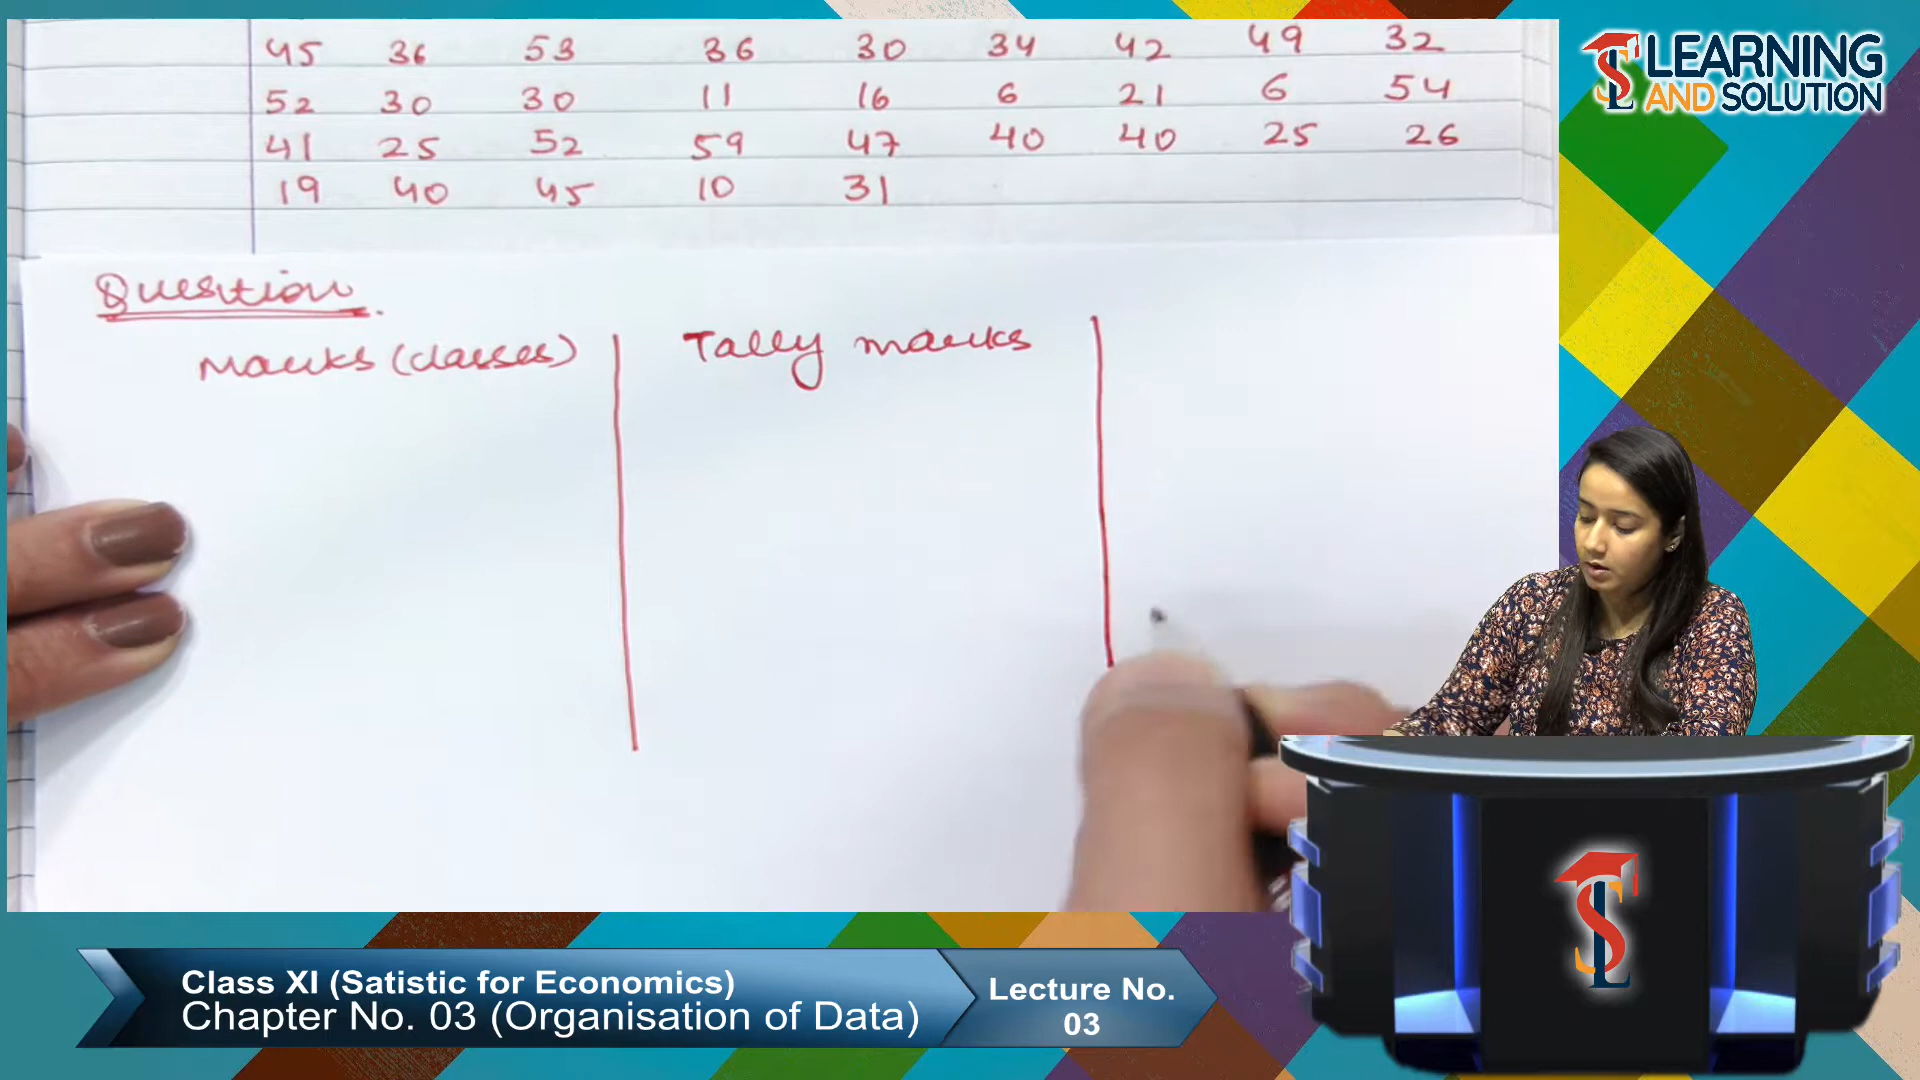 45 36 53 36 30 34 42 49 32
52 30 30 11 16 6 21 6 54
41 25 52 59 47 40 40 25 26
19 40 45 10 31
Question.
Marks (classes) Tally marks
LEARNING
AND SOLUTION
Class XI (Satistic for Economics)
Chapter No. 03 (Organisation of Data)
Lecture No.
03